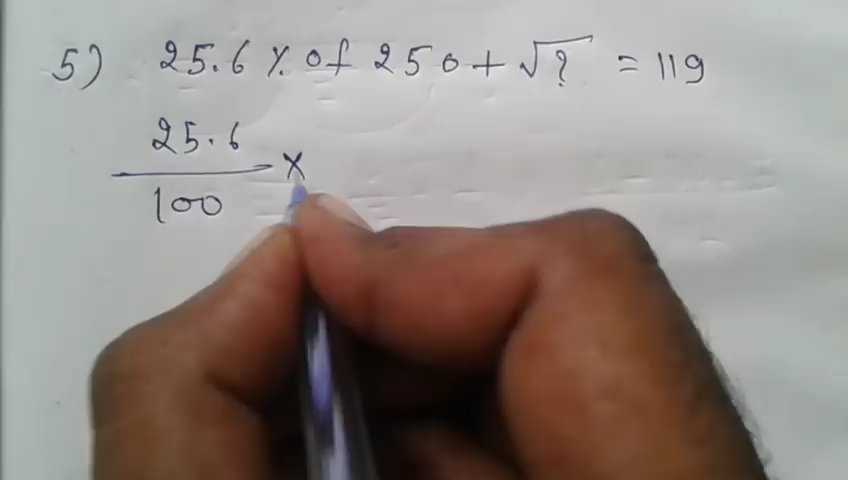 5) 25.6 % of 250 + √? = 119
25.6
100 ×